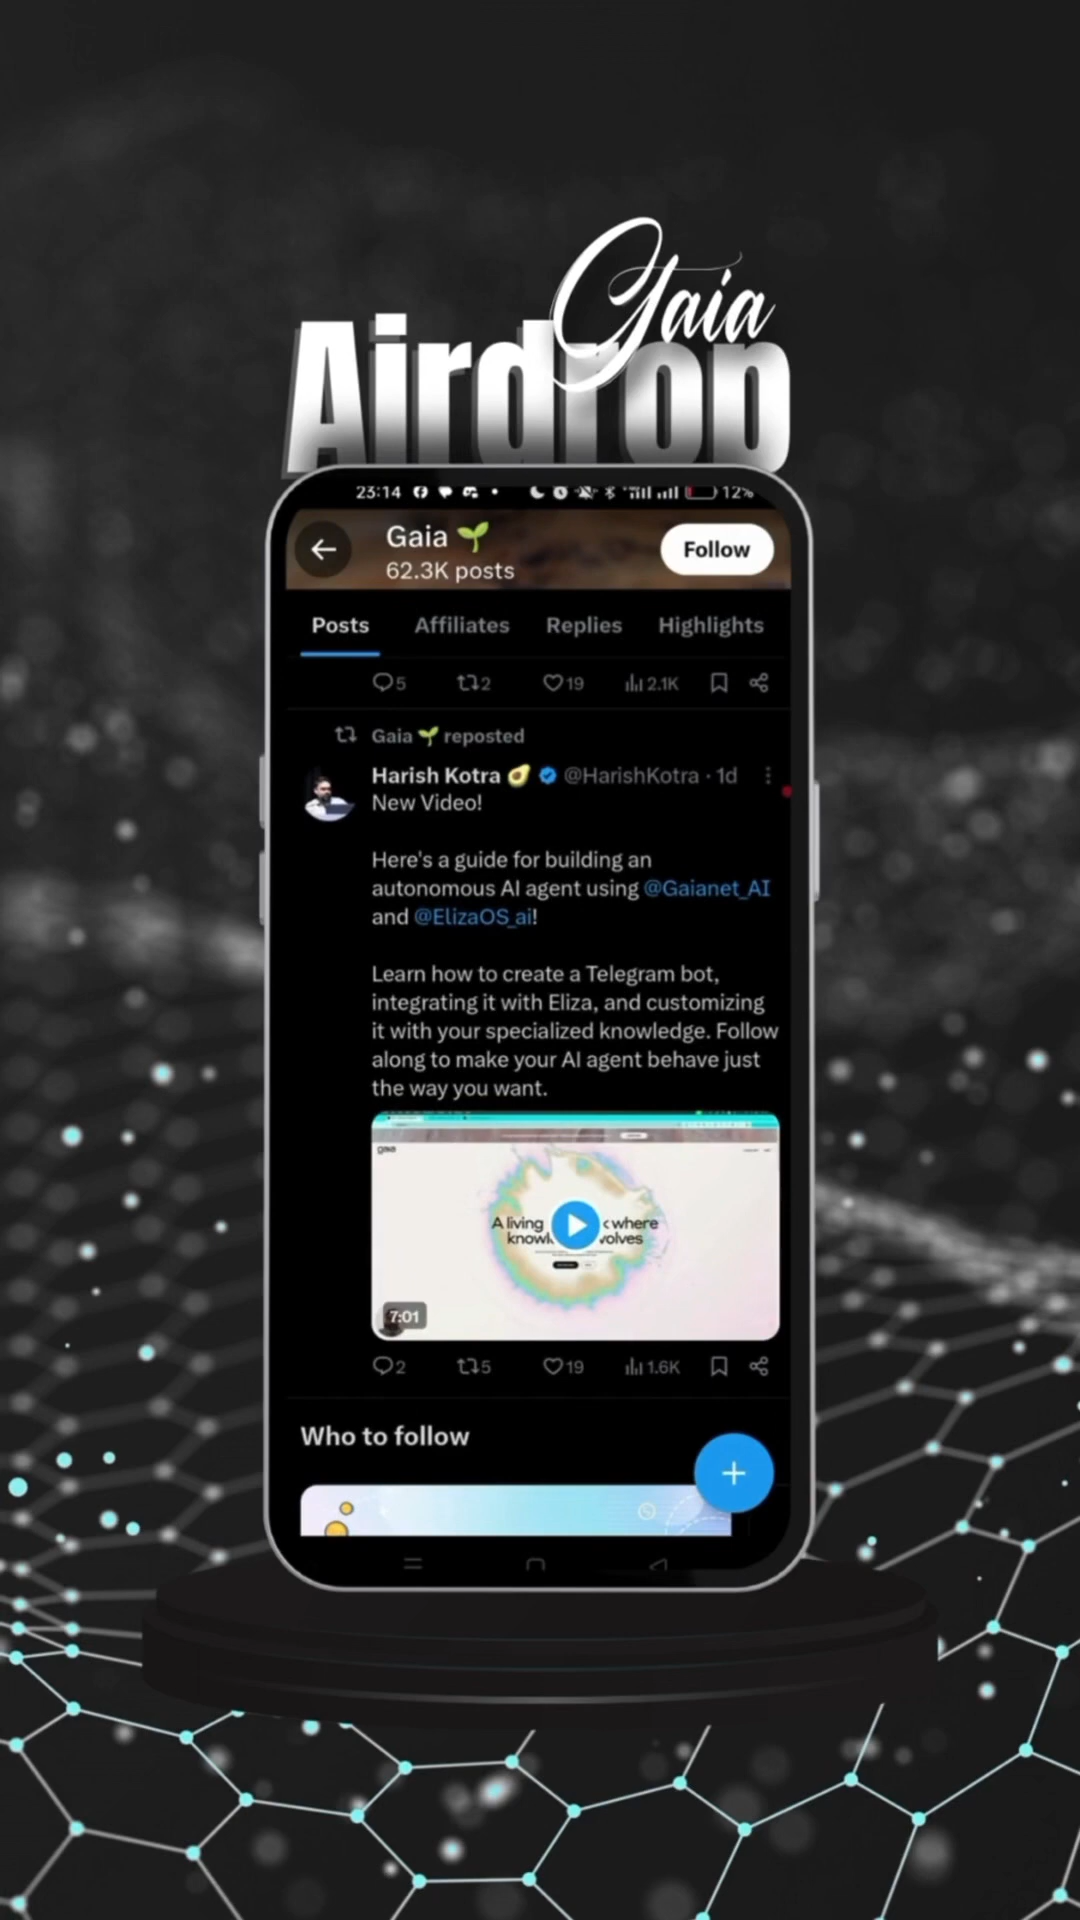 Gaia
Airdrop
23:14
12%
Gaia
62.3K posts
Follow
Posts Affiliates Replies Highlights
5 2 19 2.1K
Gaia reposted
Harish Kotra @HarishKotra · 1d
New Video!
Here's a guide for building an
autonomous AI agent using @Gaianet_AI
and @ElizaOS_ai!
Learn how to create a Telegram bot,
integrating it with Eliza, and customizing
it with your specialized knowledge. Follow
along to make your AI agent behave just
the way you want.
gaia
A living where
7:01
2 5 19 1.6K
Who to follow